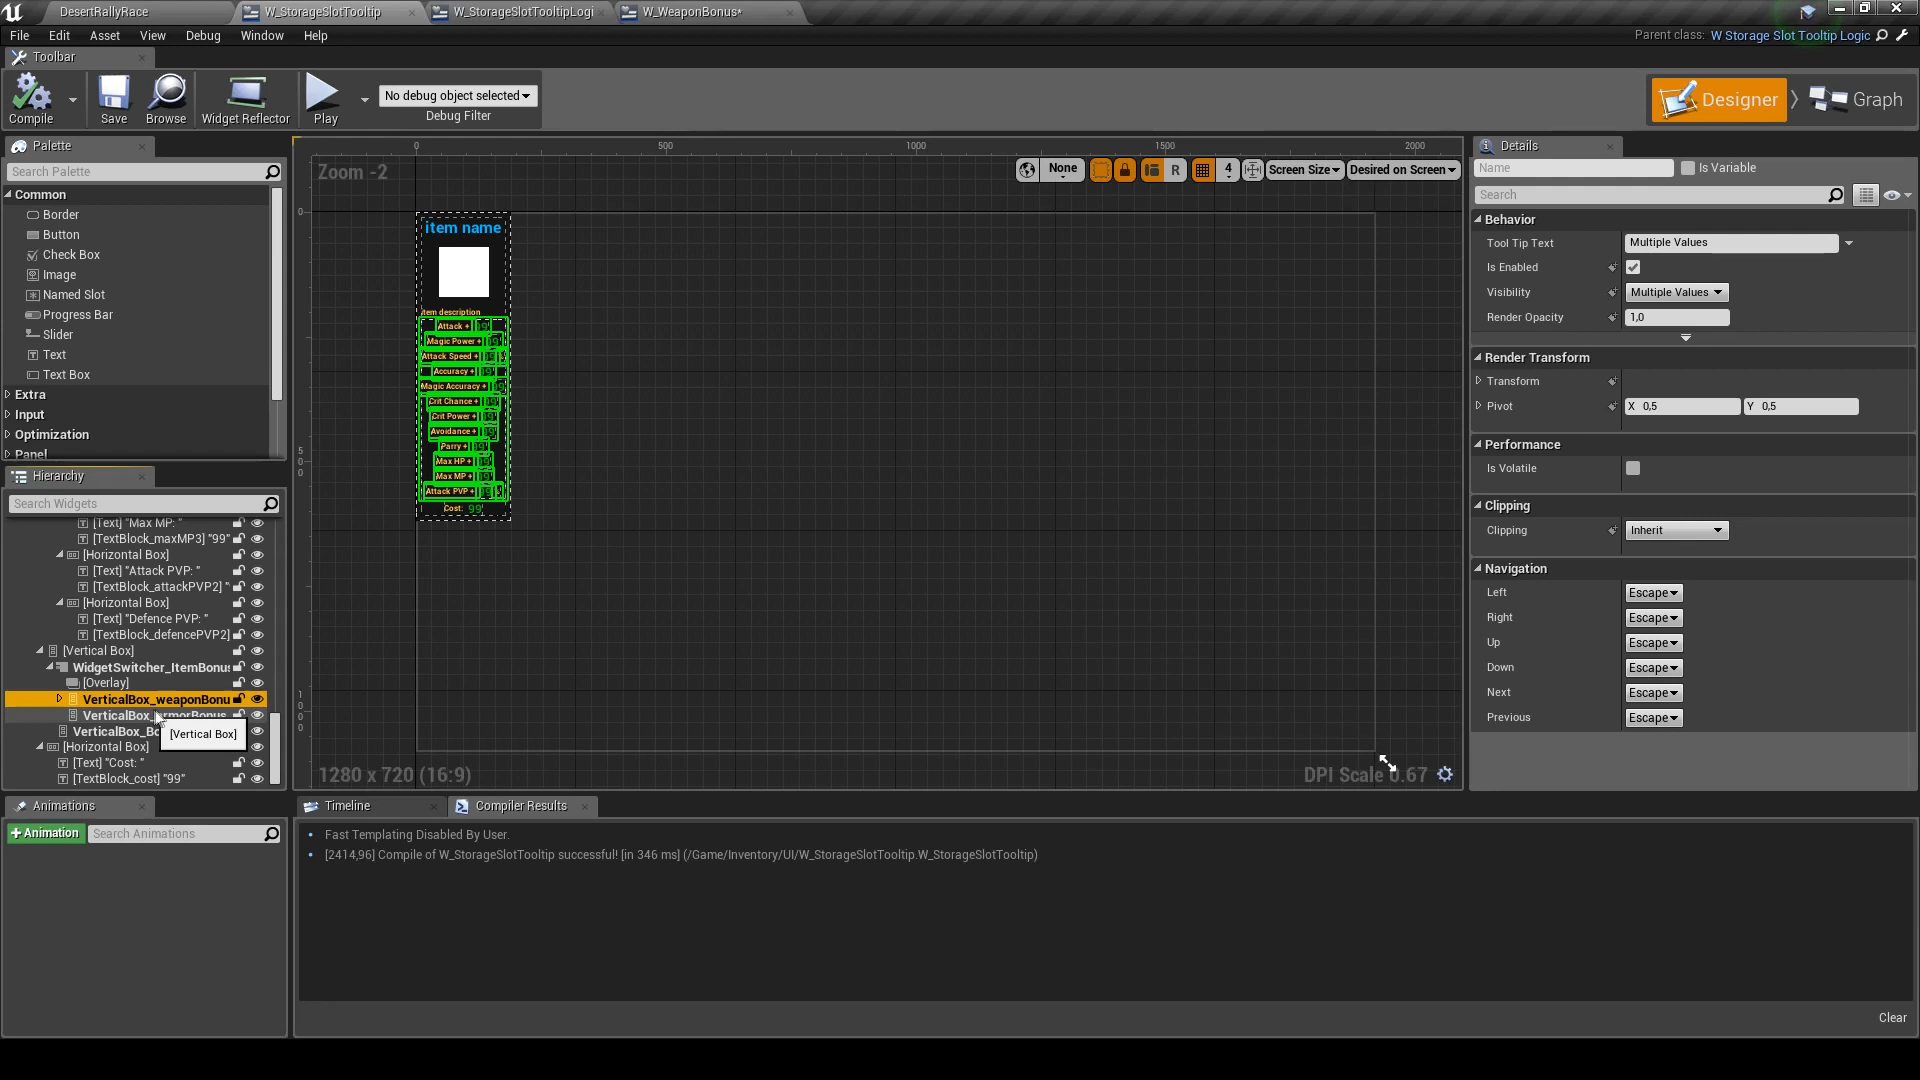 DesertRallyRace
W_StorageSlotTooltip
W_StorageSlotTooltipLogi
W_WeaponBonus*
File
Edit
Asset
View
Debug
Window
Help
Parent class: W Storage Slot Tooltip Logic
Toolbar
Compile
Save
Browse
Widget Reflector
Play
No debug object selected
Debug Filter
Designer
Graph
Palette
Search Palette
Common
Border
Button
Check Box
Image
Named Slot
Progress Bar
Slider
Text
Text Box
Extra
Input
Optimization
Panel
Hierarchy
Search Widgets
[Text] "Max MP: "
[TextBlock_maxMP3] "99"
[Horizontal Box]
[Text] "Attack PVP: "
[TextBlock_attackPVP2] "
[Horizontal Box]
[Text] "Defence PVP: "
[TextBlock_defencePVP2]
[Vertical Box]
WidgetSwitcher_ItemBonus
[Overlay]
VerticalBox_weaponBonu
VerticalBox_
VerticalBox_Bo
[Vertical Box]
[Horizontal Box]
[Text] "Cost: "
[TextBlock_cost] "99"
0
500
1000
1500
2000
0
5
0
0
1
0
0
0
Zoom -2
None
R
4
Screen Size
Desired on Screen
item name
item description
Attack +
Magic Power +
Attack Speed +
Accuracy +
Magic Accuracy +
Crit Chance +
Crit Power +
Avoidance +
Parry +
Max HP +
Max MP +
Attack PVP +
Cost: 99
1280 x 720 (16:9)
DPI Scale 0.67
Details
Name
Is Variable
Search
Behavior
Tool Tip Text
Multiple Values
Is Enabled
Visibility
Multiple Values
Render Opacity
1,0
Render Transform
Transform
Pivot
X 0,5
Y 0,5
Performance
Is Volatile
Clipping
Clipping
Inherit
Navigation
Left
Escape
Right
Escape
Up
Escape
Down
Escape
Next
Escape
Previous
Escape
Animations
+Animation
Search Animations
Timeline
Compiler Results
Fast Templating Disabled By User.
[2414,96] Compile of W_StorageSlotTooltip successful! [in 346 ms] (/Game/Inventory/UI/W_StorageSlotTooltip.W_StorageSlotTooltip)
Clear